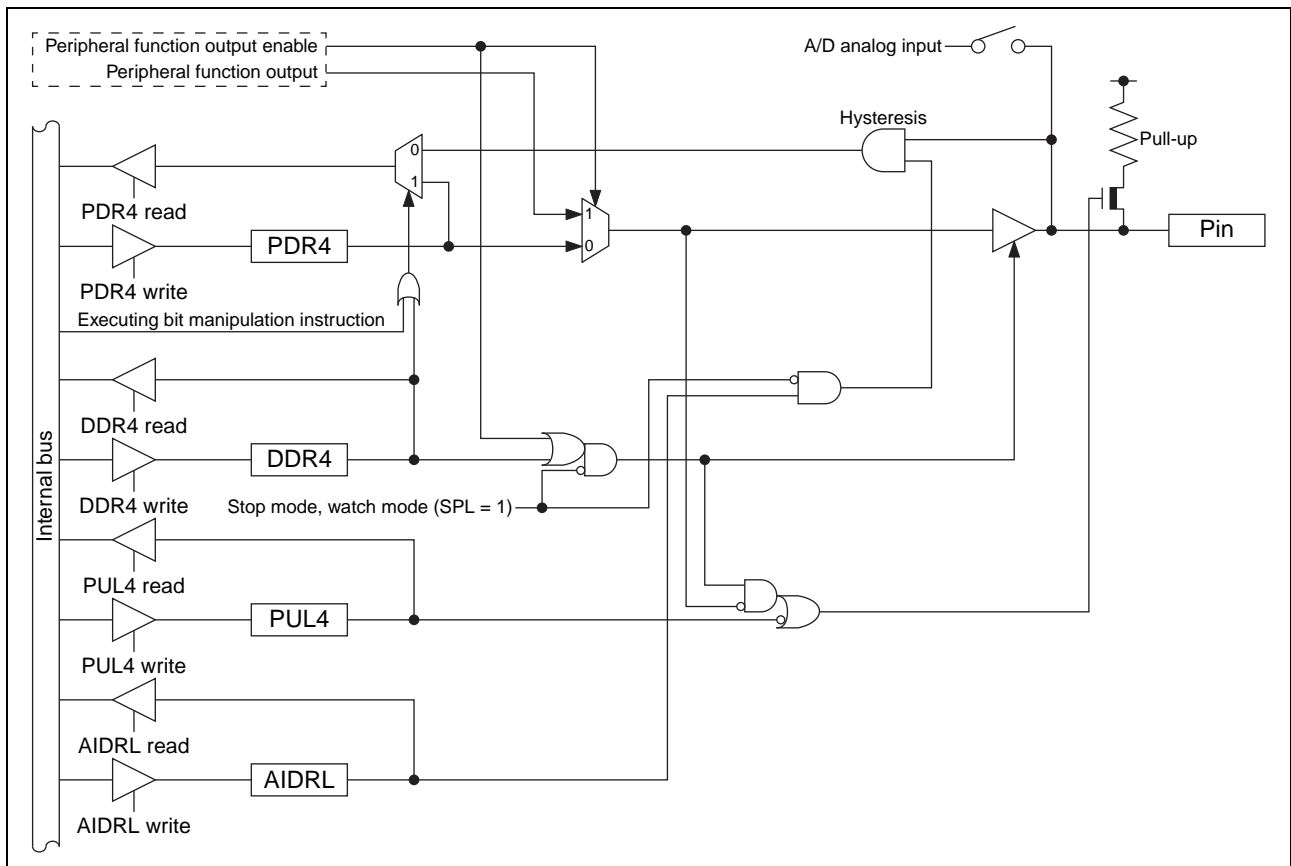 Peripheral function output enable
Peripheral function output
A/D analog input
Hysteresis
Pull-up
0
1
PDR4 read
1
0
PDR4
Pin
PDR4 write
Executing bit manipulation instruction
DDR4 read
DDR4
DDR4 write
Stop mode, watch mode (SPL = 1)
Internal bus
PUL4 read
PUL4
PUL4 write
AIDRL read
AIDRL
AIDRL write